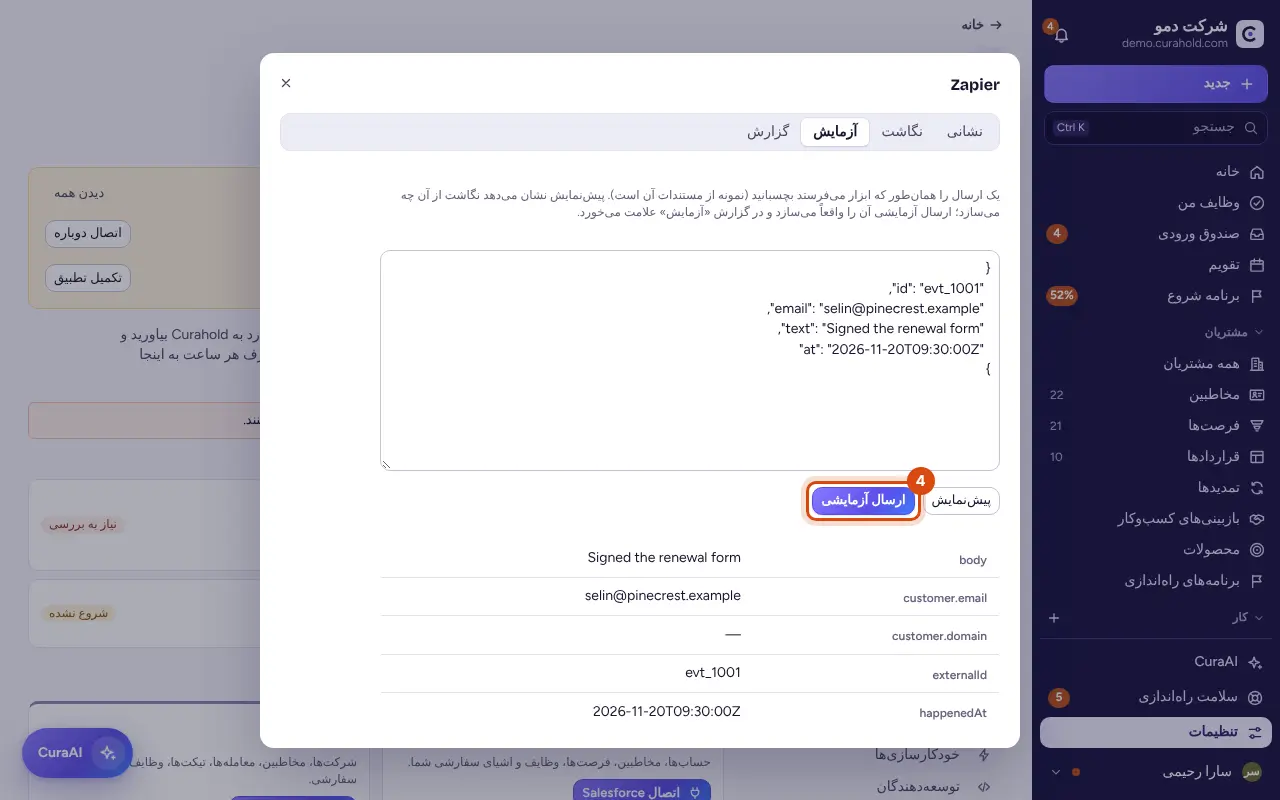 شرکت دمو
demo.curahold.com
4
جدید
جستجو
Ctrl K
خانه
وظایف من
صندوق ورودی
4
تقویم
برنامه شروع
52%
مشتریان
همه مشتریان
مخاطبین
22
فرصت‌ها
21
قراردادها
10
تمدیدها
بازبینی‌های کسب‌وکار
محصولات
برنامه‌های راه‌اندازی
کار
CuraAI
سلامت راه‌اندازی
5
تنظیمات
سر
سارا رحیمی
خانه
Zapier
نشانی
نگاشت
آزمایش
گزارش
یک ارسال را همان‌طور که ابزار می‌فرستد بچسبانید (نمونه از مستندات آن است). پیش‌نمایش نشان می‌دهد نگاشت از آن چه
می‌سازد؛ ارسال آزمایشی آن را واقعاً می‌سازد و در گزارش «آزمایش» علامت می‌خورد.
{
"id": "evt_1001",
"email": "selin@pinecrest.example",
"text": "Signed the renewal form",
"at": "2026-11-20T09:30:00Z"
}
پیش‌نمایش
ارسال آزمایشی
4
body
Signed the renewal form
customer.email
selin@pinecrest.example
customer.domain
—
externalId
evt_1001
happenedAt
2026-11-20T09:30:00Z
دیدن همه
اتصال دوباره
تکمیل تطبیق
رد به Curahold بیاورید و
رف هر ساعت به اینجا
نیاز به بررسی
شروع نشده
خودکارسازی‌ها
توسعه‌دهندگان
حساب‌ها، مخاطبین، فرصت‌ها، وظایف و اشیای سفارشی شما.
اتصال Salesforce
شرکت‌ها، مخاطبین، معامله‌ها، تیکت‌ها، وظایف
سفارشی.
CuraAI